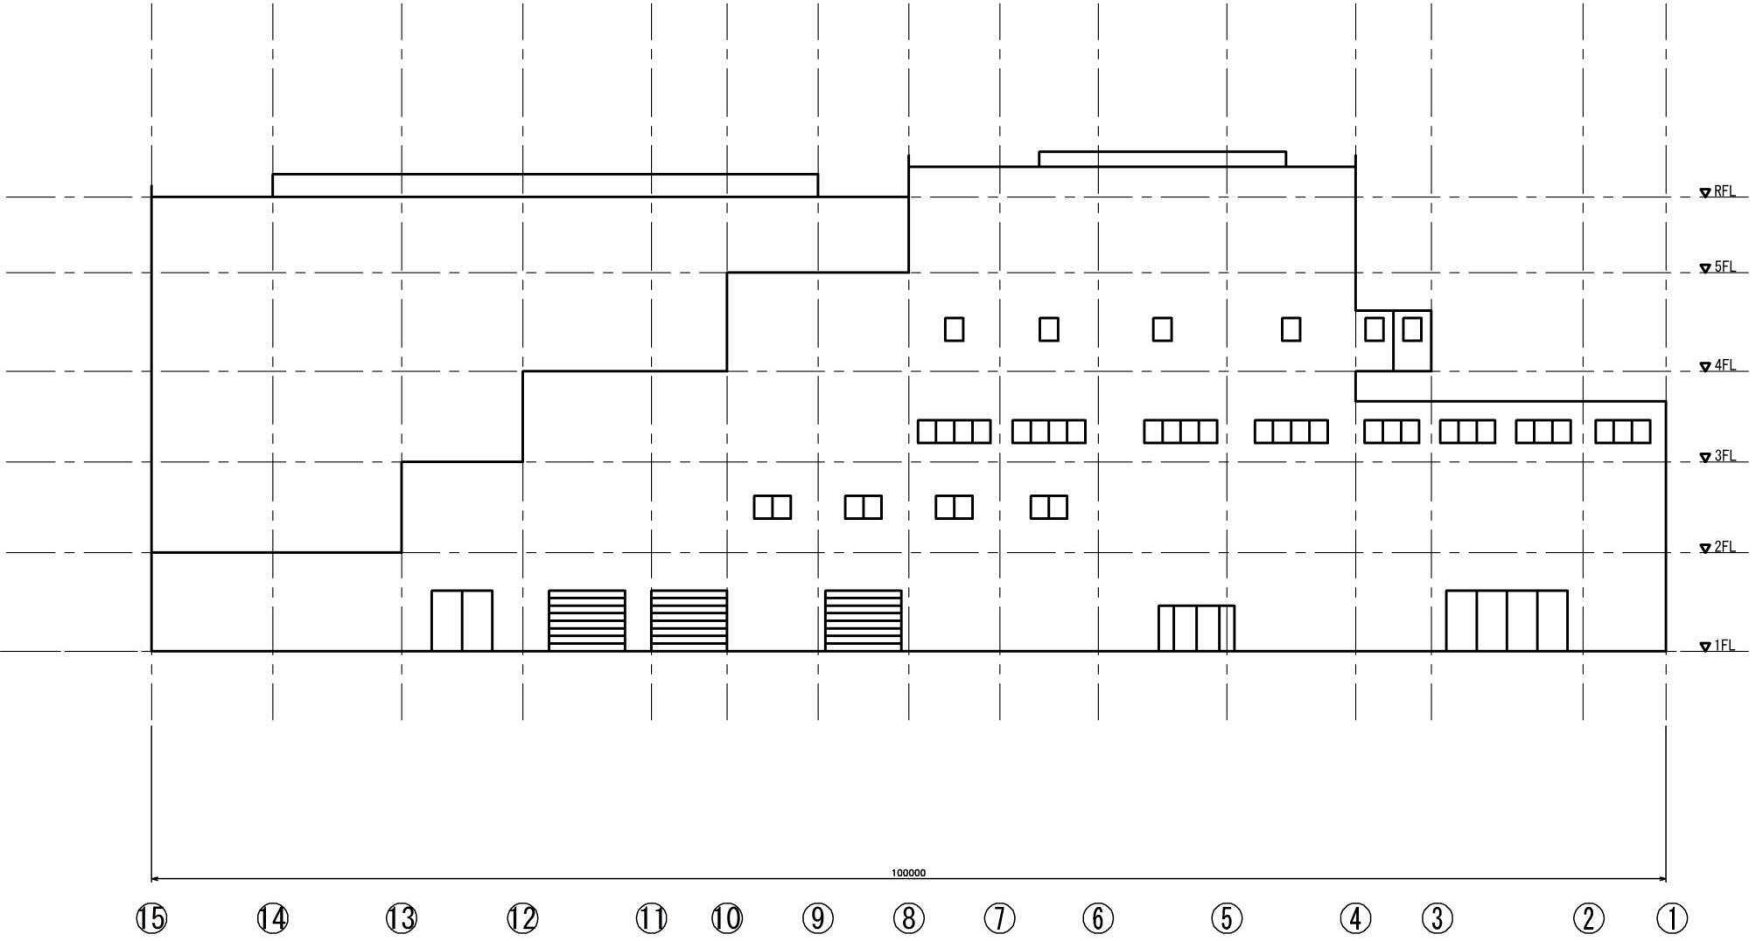 ▽RFL
▽5FL
▽4FL
▽3FL
▽2FL
▽1FL
100000
⑮ ⑭ ⑬ ⑫ ⑪ ⑩ ⑨ ⑧ ⑦ ⑥ ⑤ ④ ③ ② ①